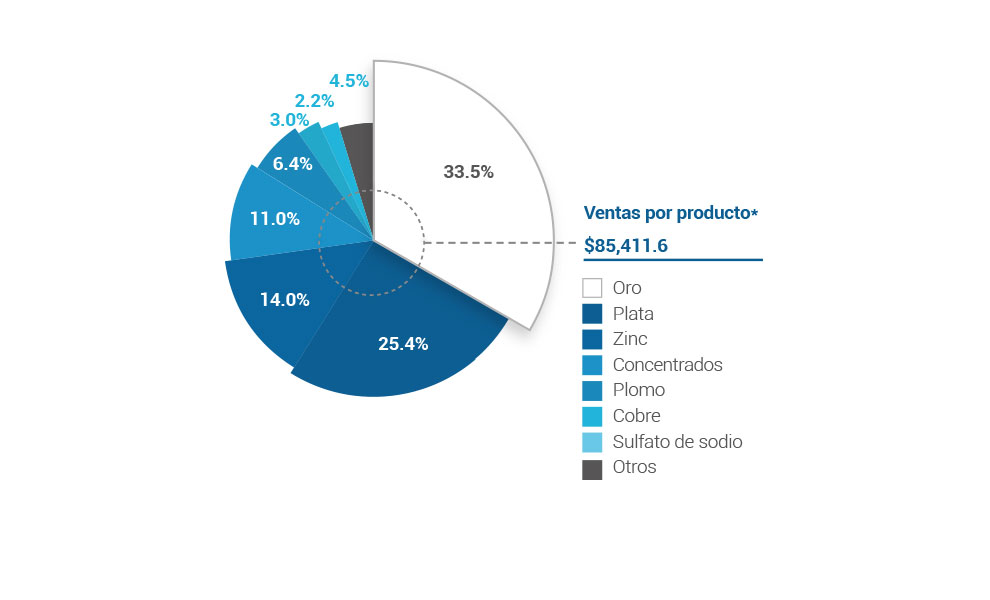 4.5%
2.2%
3.0%
6.4%
33.5%
11.0%
14.0%
25.4%
Ventas por producto*
$85,411.6
Oro
Plata
Zinc
Concentrados
Plomo
Cobre
Sulfato de sodio
Otros